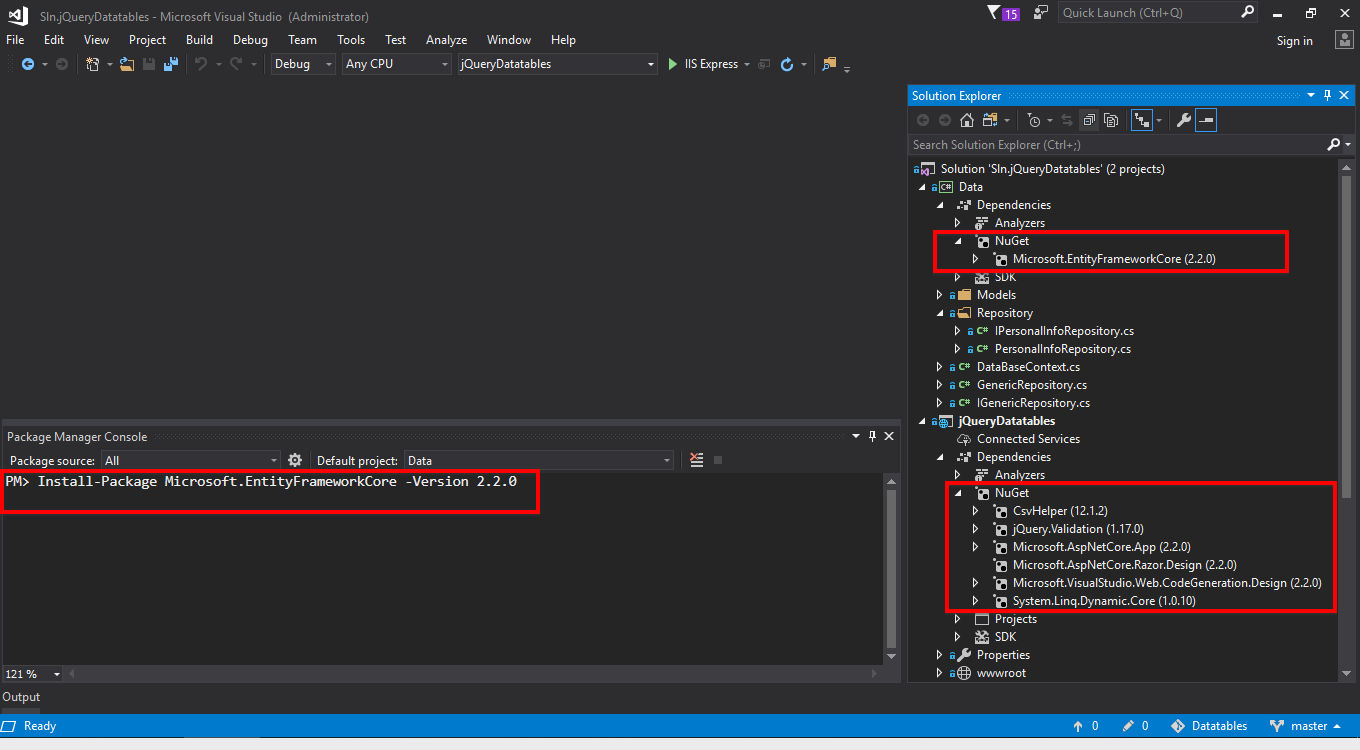 Sln.jQueryDatatables - Microsoft Visual Studio (Administrator)
15
Quick Launch (Ctrl+Q)
File Edit View Project Build Debug Team Tools Test Analyze Window Help
Sign in
Debug Any CPU jQueryDatatables IIS Express
Solution Explorer
Search Solution Explorer (Ctrl+;)
Solution 'Sln.jQueryDatatables' (2 projects)
C# Data
Dependencies
Analyzers
NuGet
Microsoft.EntityFrameworkCore (2.2.0)
SDK
Models
Repository
C# IPersonalInfoRepository.cs
C# PersonalInfoRepository.cs
C# DataBaseContext.cs
C# GenericRepository.cs
C# IGenericRepository.cs
jQueryDatatables
Connected Services
Dependencies
Analyzers
NuGet
CsvHelper (12.1.2)
jQuery.Validation (1.17.0)
Microsoft.AspNetCore.App (2.2.0)
Microsoft.AspNetCore.Razor.Design (2.2.0)
Microsoft.VisualStudio.Web.CodeGeneration.Design (2.2.0)
System.Linq.Dynamic.Core (1.0.10)
Projects
SDK
Properties
wwwroot
Package Manager Console
Package source: All Default project: Data
PM> Install-Package Microsoft.EntityFrameworkCore -Version 2.2.0
121 %
Output
Ready 0 0 Datatables master